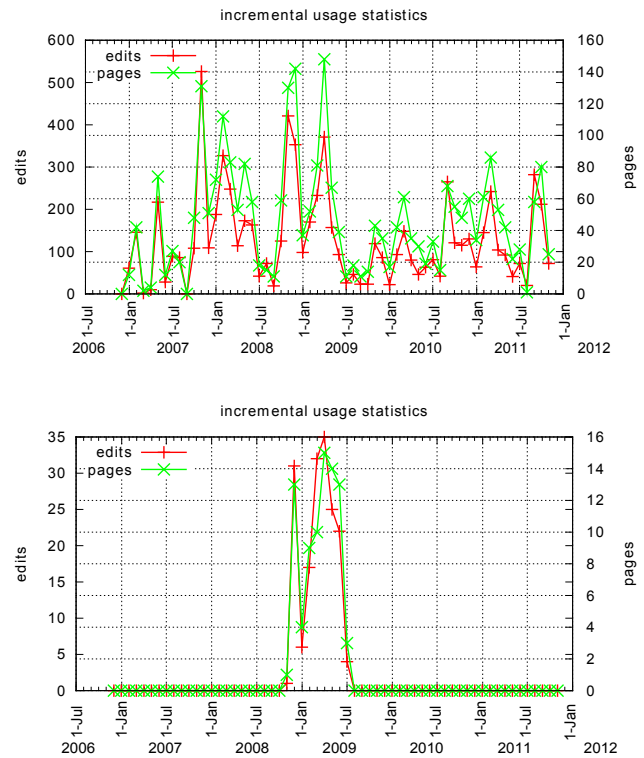 incremental usage statistics
600
500
400
300
200
100
0
edits
edits
pages
160
140
120
100
80
60
40
20
0
pages
1-Jul
1-Jan
1-Jul
1-Jan
1-Jul
1-Jan
1-Jul
1-Jan
1-Jul
1-Jan
1-Jul
1-Jan
2006 2007 2008 2009 2010 2011 2012
incremental usage statistics
35
30
25
20
15
10
5
0
edits
edits
pages
16
14
12
10
8
6
4
2
0
pages
1-Jul
1-Jan
1-Jul
1-Jan
1-Jul
1-Jan
1-Jul
1-Jan
1-Jul
1-Jan
1-Jul
1-Jan
2006 2007 2008 2009 2010 2011 2012